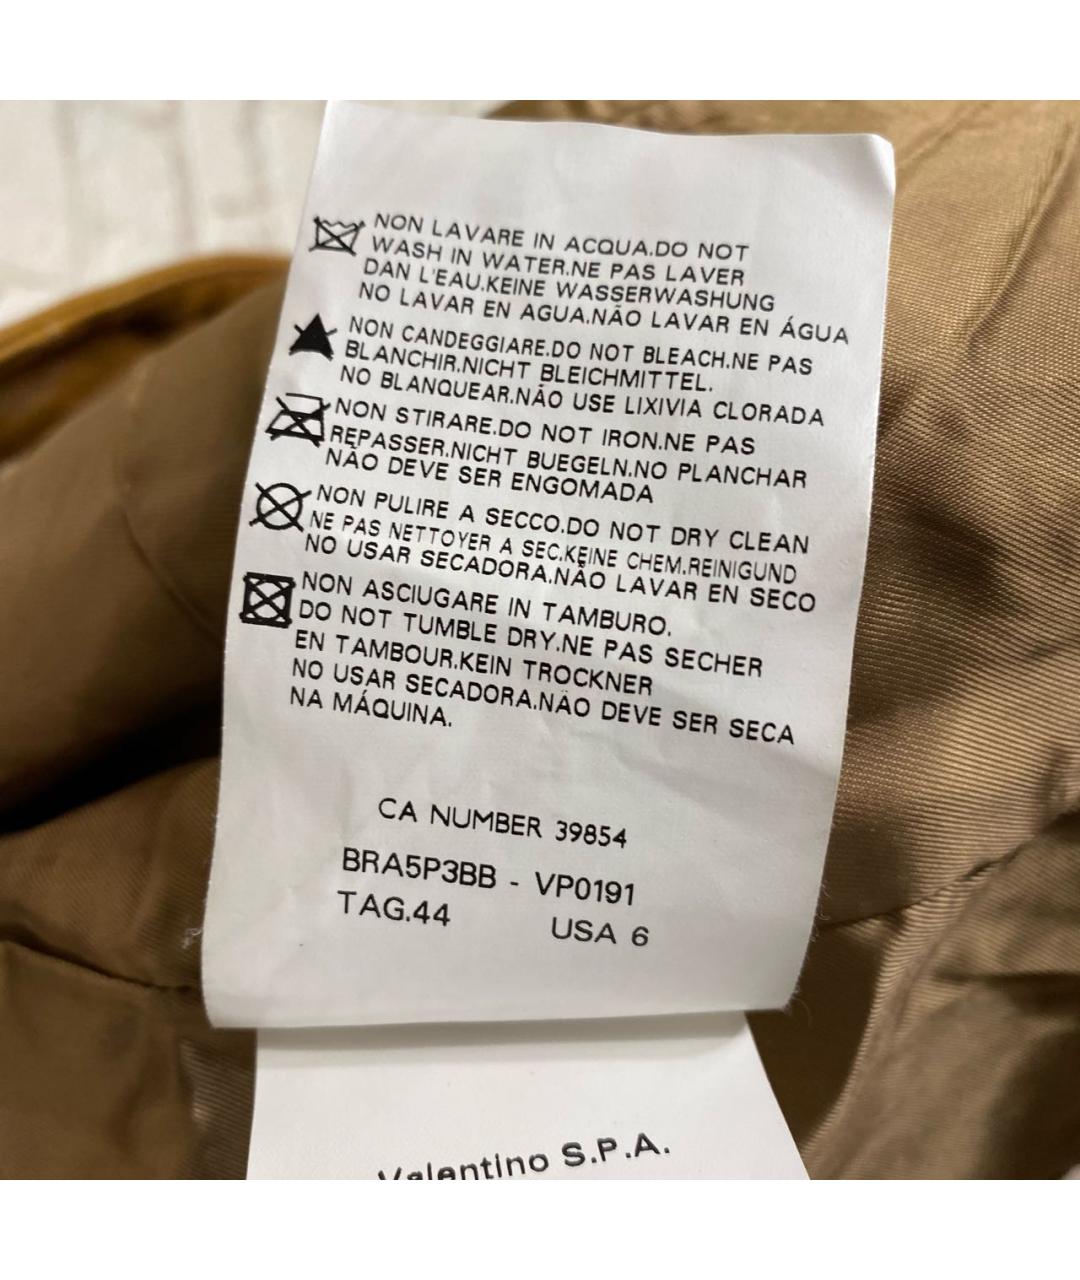 NON LAVARE IN ACQUA.DO NOT
WASH IN WATER.NE PAS LAVER
DAN L'EAU.KEINE WASSERWASHUNG
NO LAVAR EN AGUA.NÃO LAVAR EN ÁGUA
NON CANDEGGIARE.DO NOT BLEACH.NE PAS
BLANCHIR.NICHT BLEICHMITTEL.
NO BLANQUEAR.NÃO USE LIXIVIA CLORADA
NON STIRARE.DO NOT IRON.NE PAS
REPASSER.NICHT BUEGELN.NO PLANCHAR
NÃO DEVE SER ENGOMADA
NON PULIRE A SECCO.DO NOT DRY CLEAN
NE PAS NETTOYER A SEC.KEINE CHEM.REINIGUND
NO USAR SECADORA.NÃO LAVAR EN SECO
NON ASCIUGARE IN TAMBURO.
DO NOT TUMBLE DRY.NE PAS SECHER
EN TAMBOUR.KEIN TROCKNER
NO USAR SECADORA.NÃO DEVE SER SECA
NA MÁQUINA.
CA NUMBER 39854
BRA5P3BB - VP0191
TAG.44 USA 6
Valentino S.P.A.